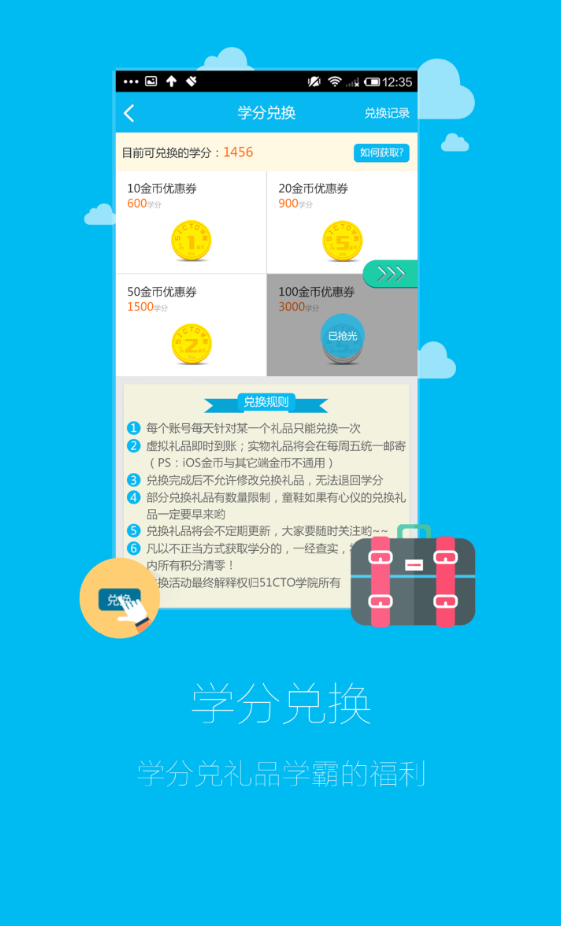 12:35
学分兑换
兑换记录
目前可兑换的学分：1456
如何获取?
10金币优惠券
600学分
20金币优惠券
900学分
51CTO学院
1
5
50金币优惠券
1500学分
100金币优惠券
3000学分
2
已抢光
兑换规则
1 每个账号每天针对某一个礼品只能兑换一次
2 虚拟礼品即时到账；实物礼品将会在每周五统一邮寄
（PS：iOS金币与其它端金币不通用）
3 兑换完成后不允许修改兑换礼品，无法退回学分
4 部分兑换礼品有数量限制，童鞋如果有心仪的兑换礼
品一定要早来哟
5 兑换礼品将会不定期更新，大家要随时关注哟~~
6 凡以不正当方式获取学分的，一经查实，
内所有积分清零！
换活动最终解释权归51CTO学院所有
兑换
学分兑换
学分兑礼品学霸的福利